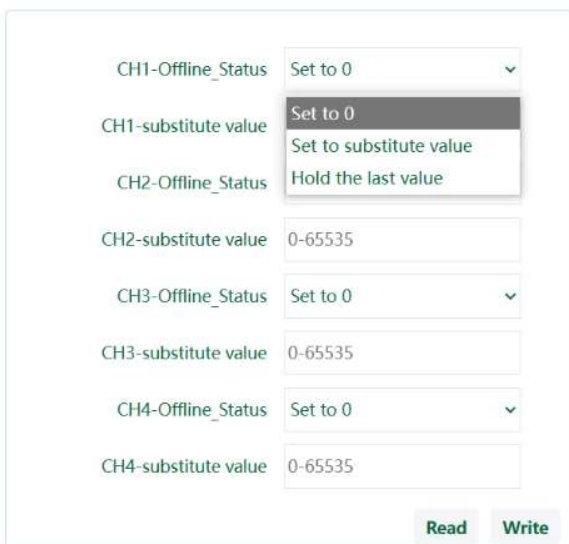 CH1-Offline_Status Set to 0
CH1-substitute value Set to 0
Set to substitute value
CH2-Offline_Status Hold the last value
CH2-substitute value 0-65535
CH3-Offline_Status Set to 0
CH3-substitute value 0-65535
CH4-Offline_Status Set to 0
CH4-substitute value 0-65535
Read Write